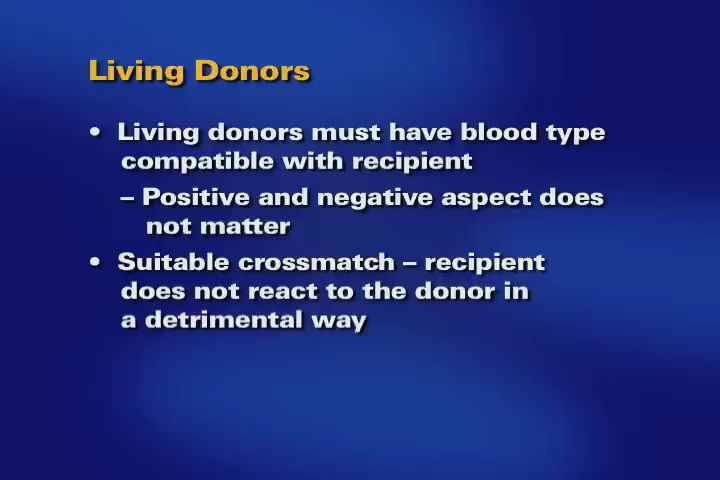 Living Donors
• Living donors must have blood type
compatible with recipient
– Positive and negative aspect does
not matter
• Suitable crossmatch – recipient
does not react to the donor in
a detrimental way